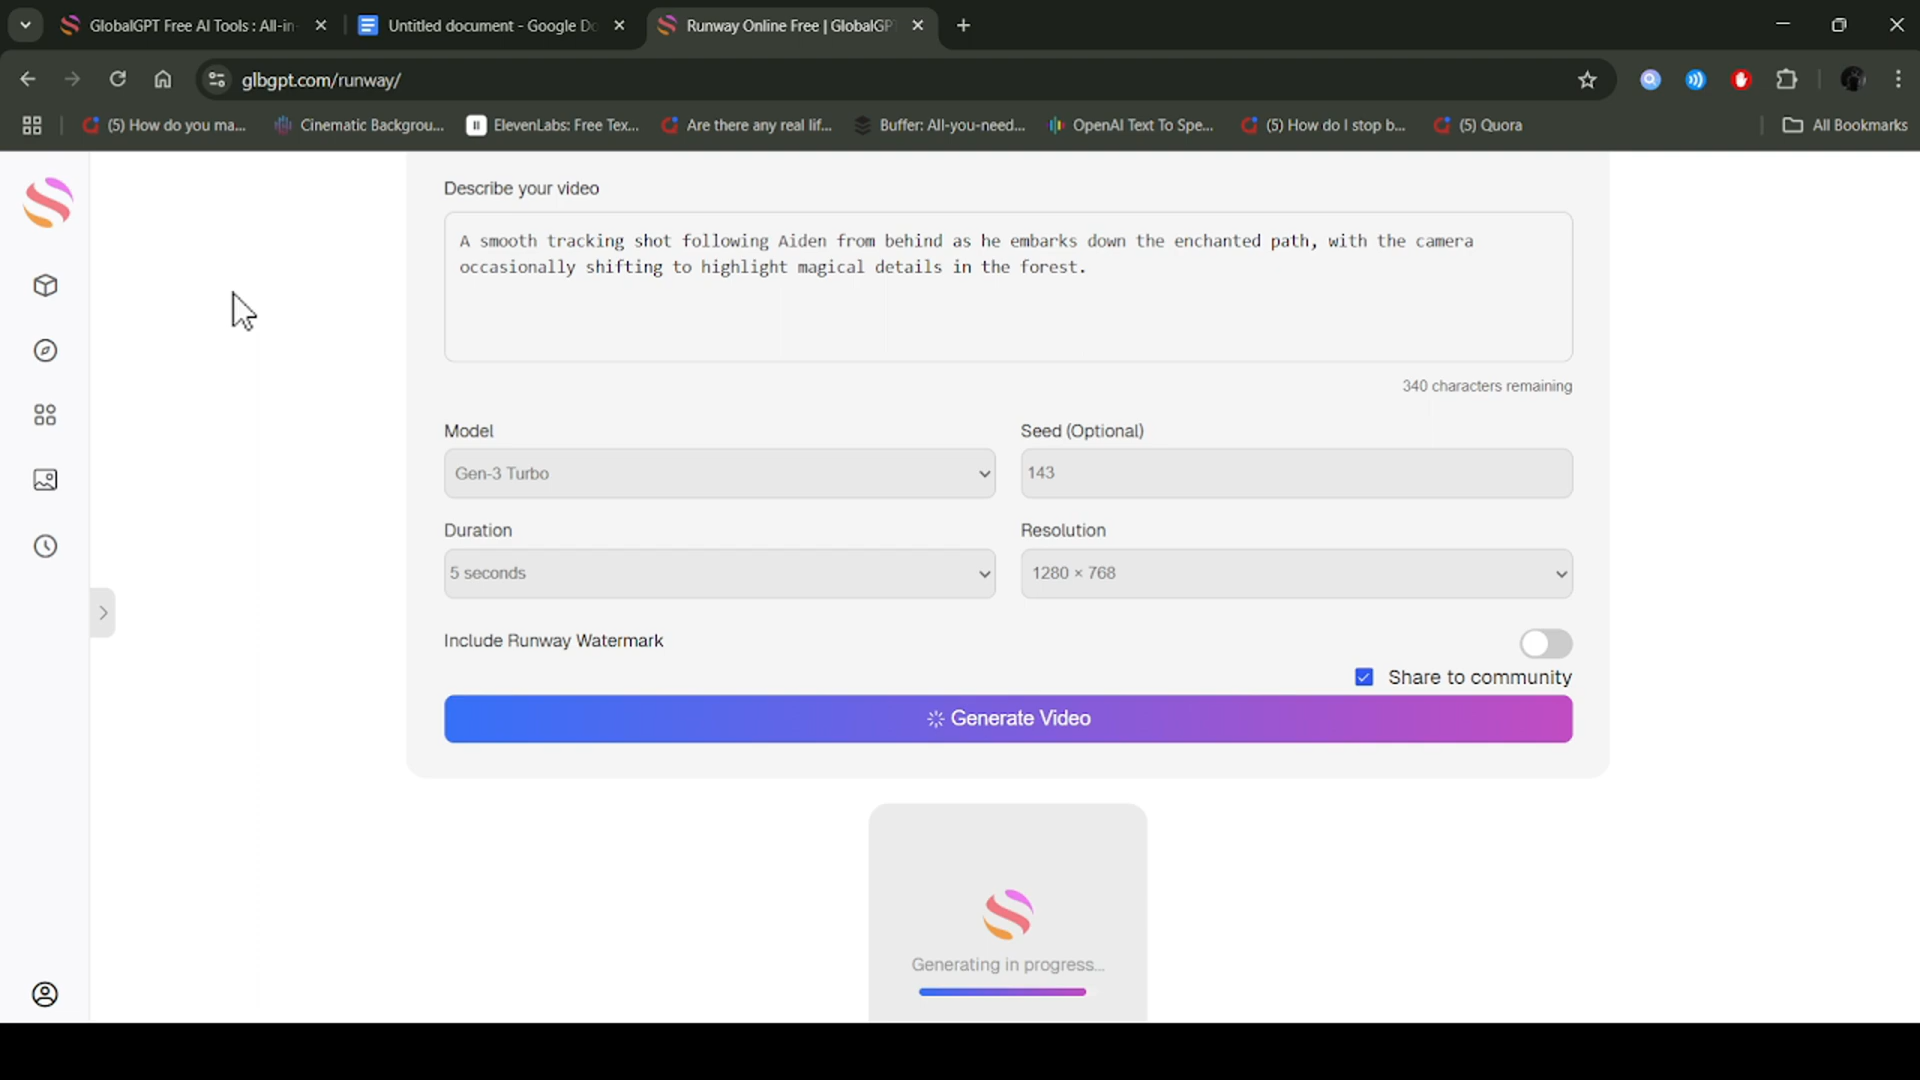 GlobalGPT Free AI Tools : All-in-
Untitled document - Google Do
Runway Online Free | GlobalGP
glbgpt.com/runway/
(5) How do you ma...
Cinematic Backgrou...
ElevenLabs: Free Tex...
Are there any real lif...
Buffer: All-you-need...
OpenAI Text To Spe...
(5) How do I stop b...
(5) Quora
All Bookmarks
Describe your video
A smooth tracking shot following Aiden from behind as he embarks down the enchanted path, with the camera
occasionally shifting to highlight magical details in the forest.
340 characters remaining
Model
Seed (Optional)
Gen-3 Turbo
143
Duration
Resolution
5 seconds
1280 × 768
Include Runway Watermark
Share to community
Generate Video
Generating in progress...